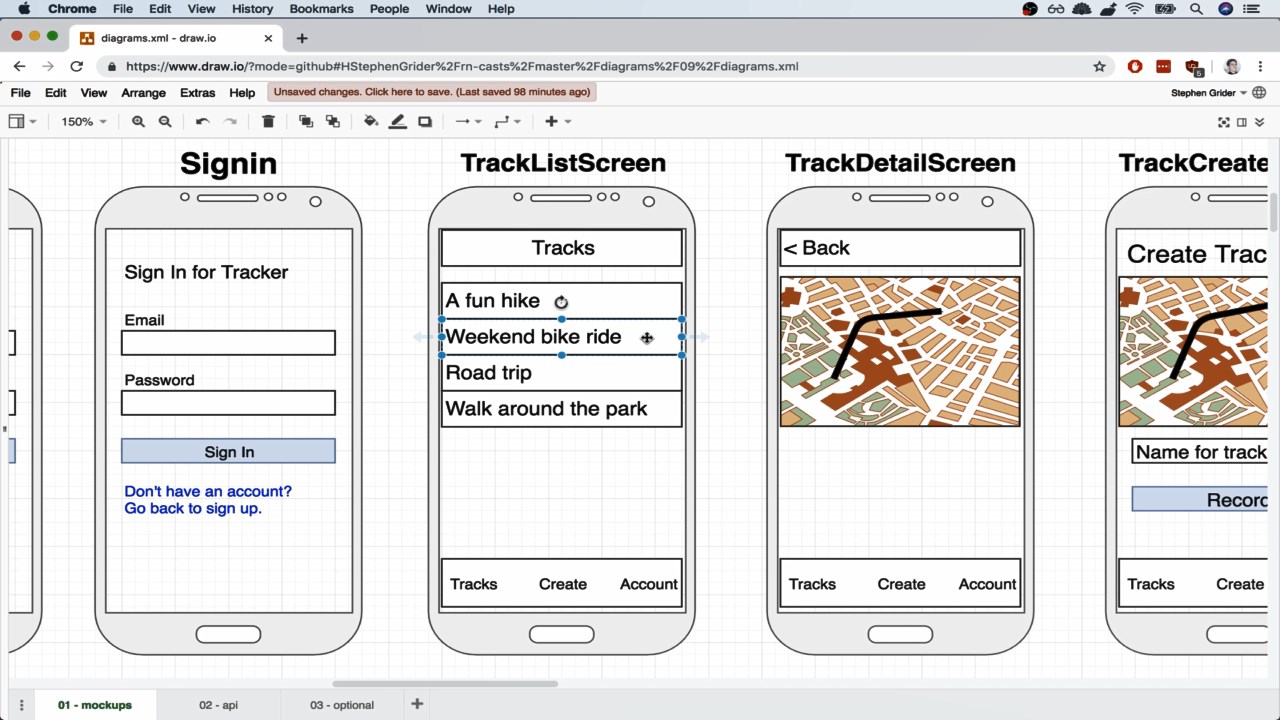 Chrome File Edit View History Bookmarks People Window Help
diagrams.xml - draw.io
https://www.draw.io/?mode=github#HStephenGrider%2Frn-casts%2Fmaster%2Fdiagrams%2F09%2Fdiagrams.xml
5
File Edit View Arrange Extras Help Unsaved changes. Click here to save. (Last saved 98 minutes ago) Stephen Grider
150%
Signin
Sign In for Tracker
Email
Password
Sign In
Don't have an account?
Go back to sign up.
TrackListScreen
Tracks
A fun hike
Weekend bike ride
Road trip
Walk around the park
Tracks Create Account
TrackDetailScreen
< Back
Tracks Create Account
TrackCreate
Create Trac
Name for track
Record
Tracks Create
01 - mockups 02 - api 03 - optional